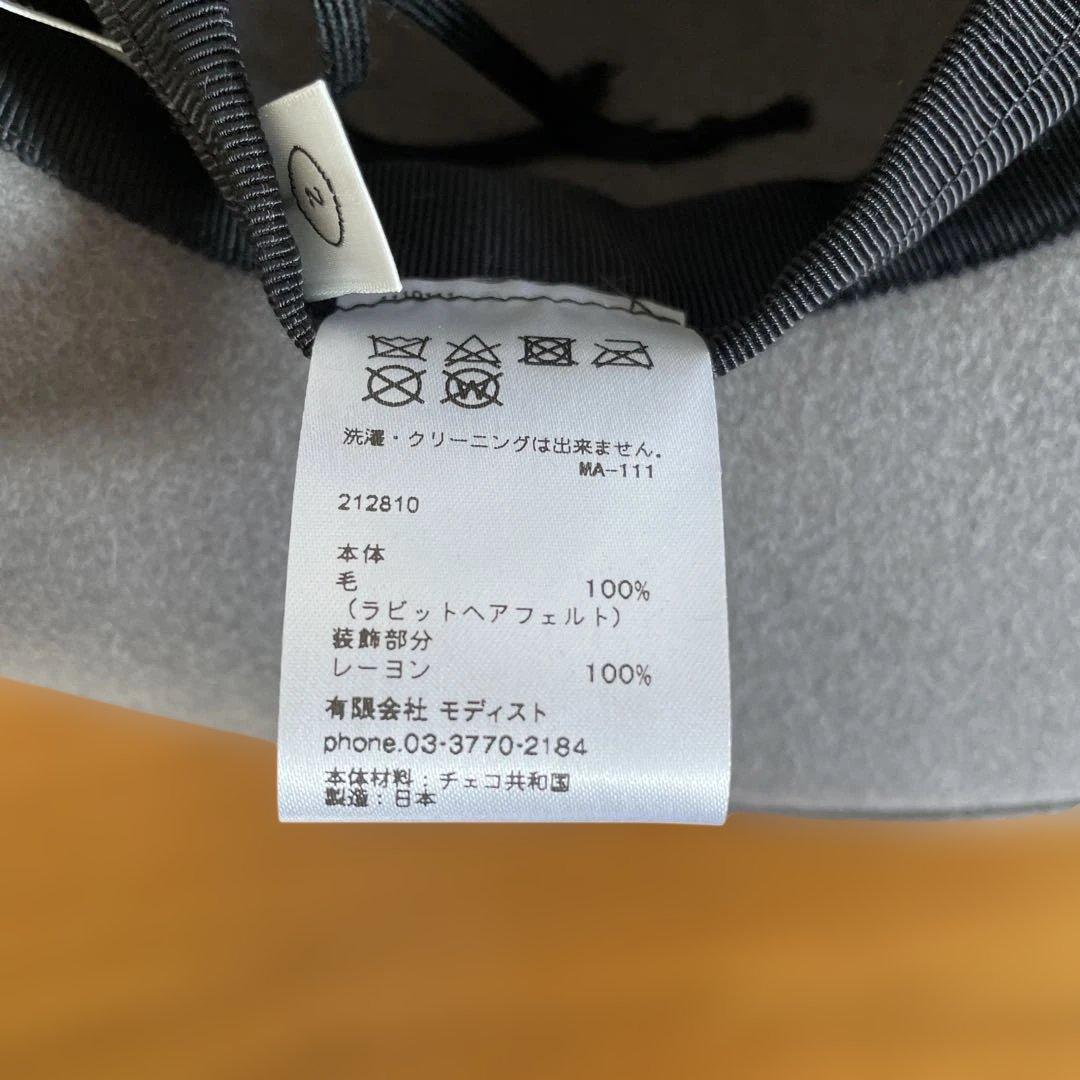 2
W
洗濯・クリーニングは出来ません。
MA-111
212810
本体
毛 100%
（ラビットヘアフェルト）
装飾部分
レーヨン 100%
有限会社 モディスト
phone.03-3770-2184
本体材料：チェコ共和国
製造：日本